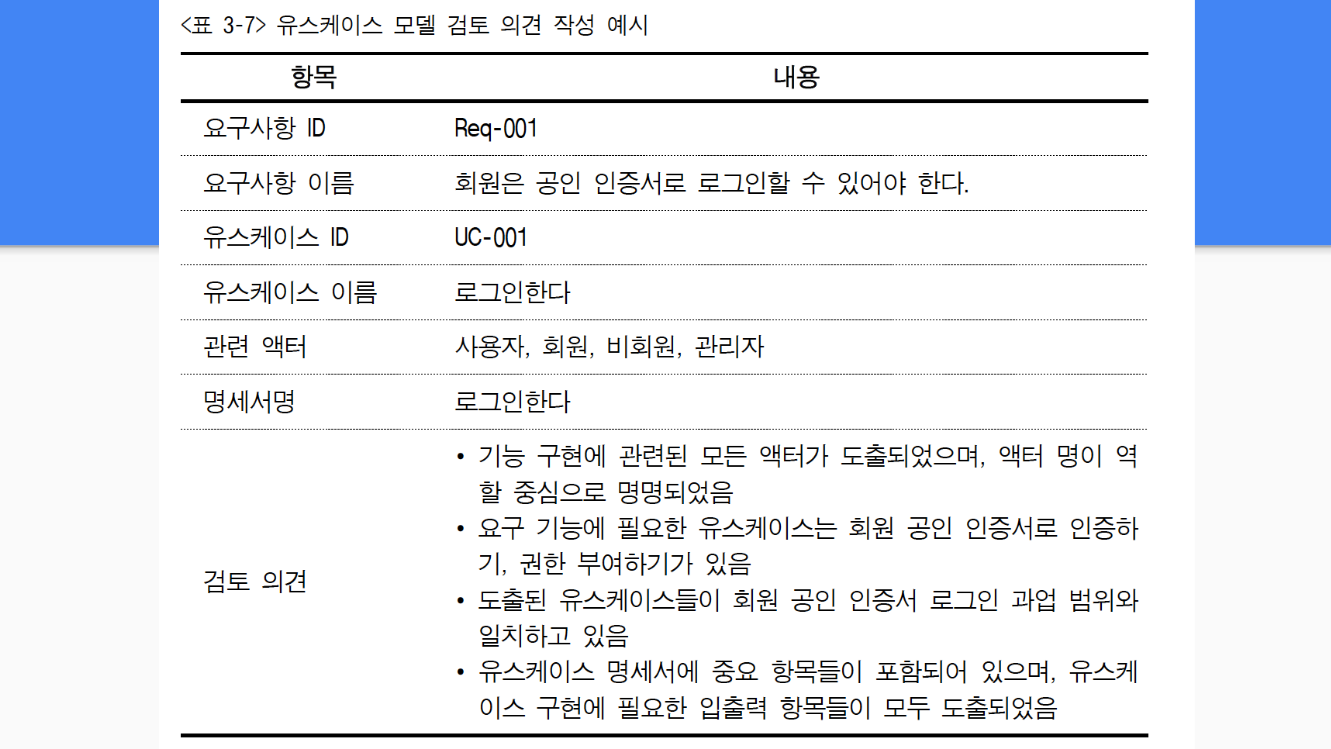 <표 3-7> 유스케이스 모델 검토 의견 작성 예시
항목 내용
요구사항 ID Req-001
요구사항 이름 회원은 공인 인증서로 로그인할 수 있어야 한다.
유스케이스 ID UC-001
유스케이스 이름 로그인한다
관련 액터 사용자, 회원, 비회원, 관리자
명세서명 로그인한다
검토 의견
• 기능 구현에 관련된 모든 액터가 도출되었으며, 액터 명이 역
할 중심으로 명명되었음
• 요구 기능에 필요한 유스케이스는 회원 공인 인증서로 인증하
기, 권한 부여하기가 있음
• 도출된 유스케이스들이 회원 공인 인증서 로그인 과업 범위와
일치하고 있음
• 유스케이스 명세서에 중요 항목들이 포함되어 있으며, 유스케
이스 구현에 필요한 입출력 항목들이 모두 도출되었음